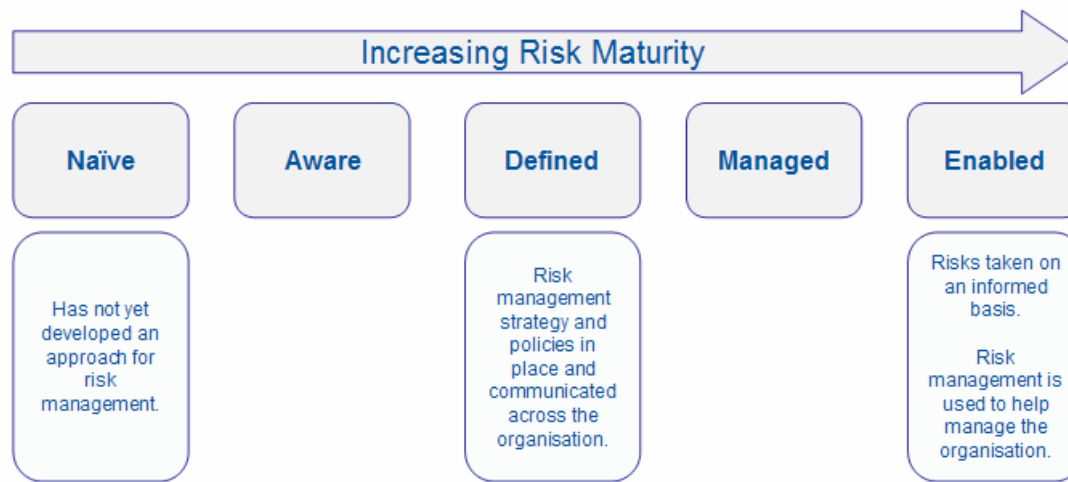 Increasing Risk Maturity
Naïve
Aware
Defined
Managed
Enabled
Has not yet
developed an
approach for
risk
management.
Risk
management
strategy and
policies in
place and
communicated
across the
organisation.
Risks taken on
an informed
basis.
Risk
management is
used to help
manage the
organisation.